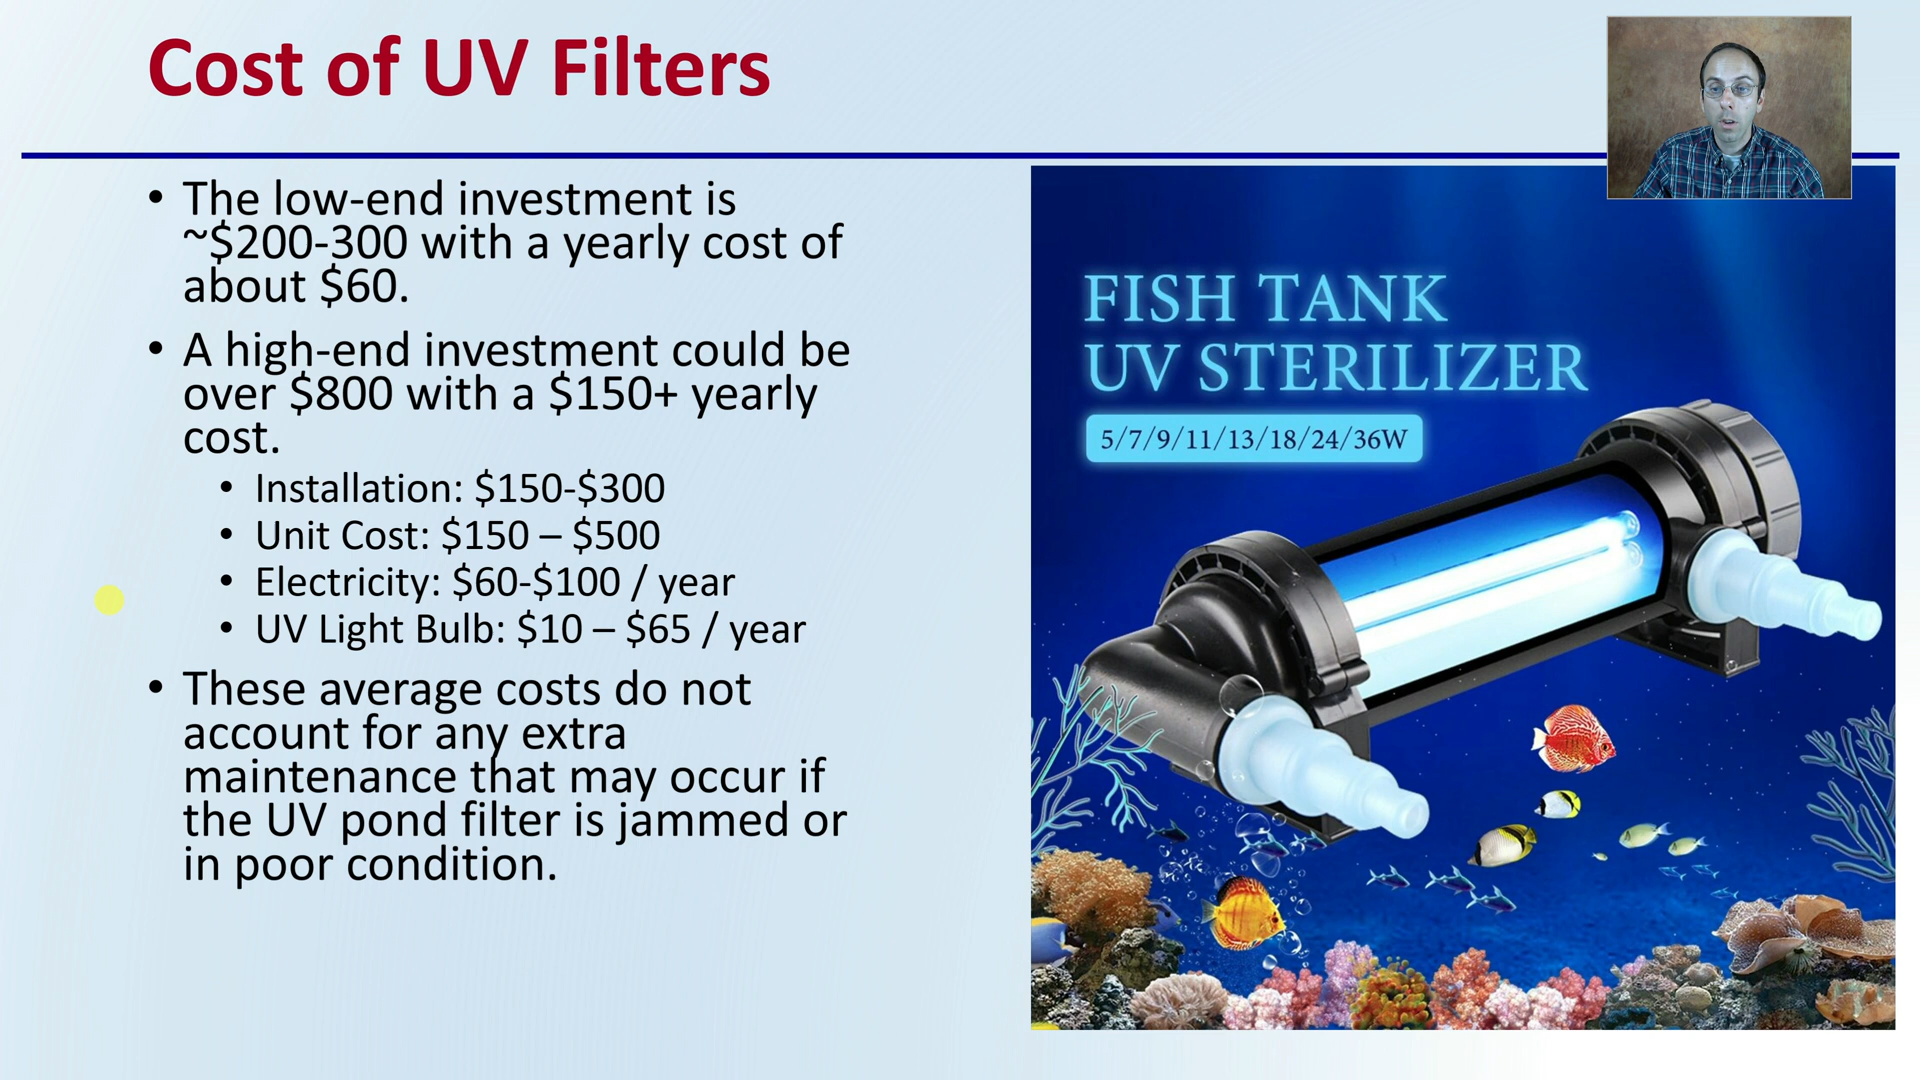 Cost of UV Filters
• The low-end investment is
~$200-300 with a yearly cost of
about $60.
• A high-end investment could be
over $800 with a $150+ yearly
cost.
• Installation: $150-$300
• Unit Cost: $150 – $500
• Electricity: $60-$100 / year
• UV Light Bulb: $10 – $65 / year
• These average costs do not
account for any extra
maintenance that may occur if
the UV pond filter is jammed or
in poor condition.
FISH TANK
UV STERILIZER
5/7/9/11/13/18/24/36W